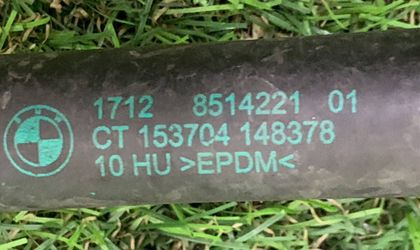 1712 8514221 01
CT 153704 148378
10 HU >EPDM<